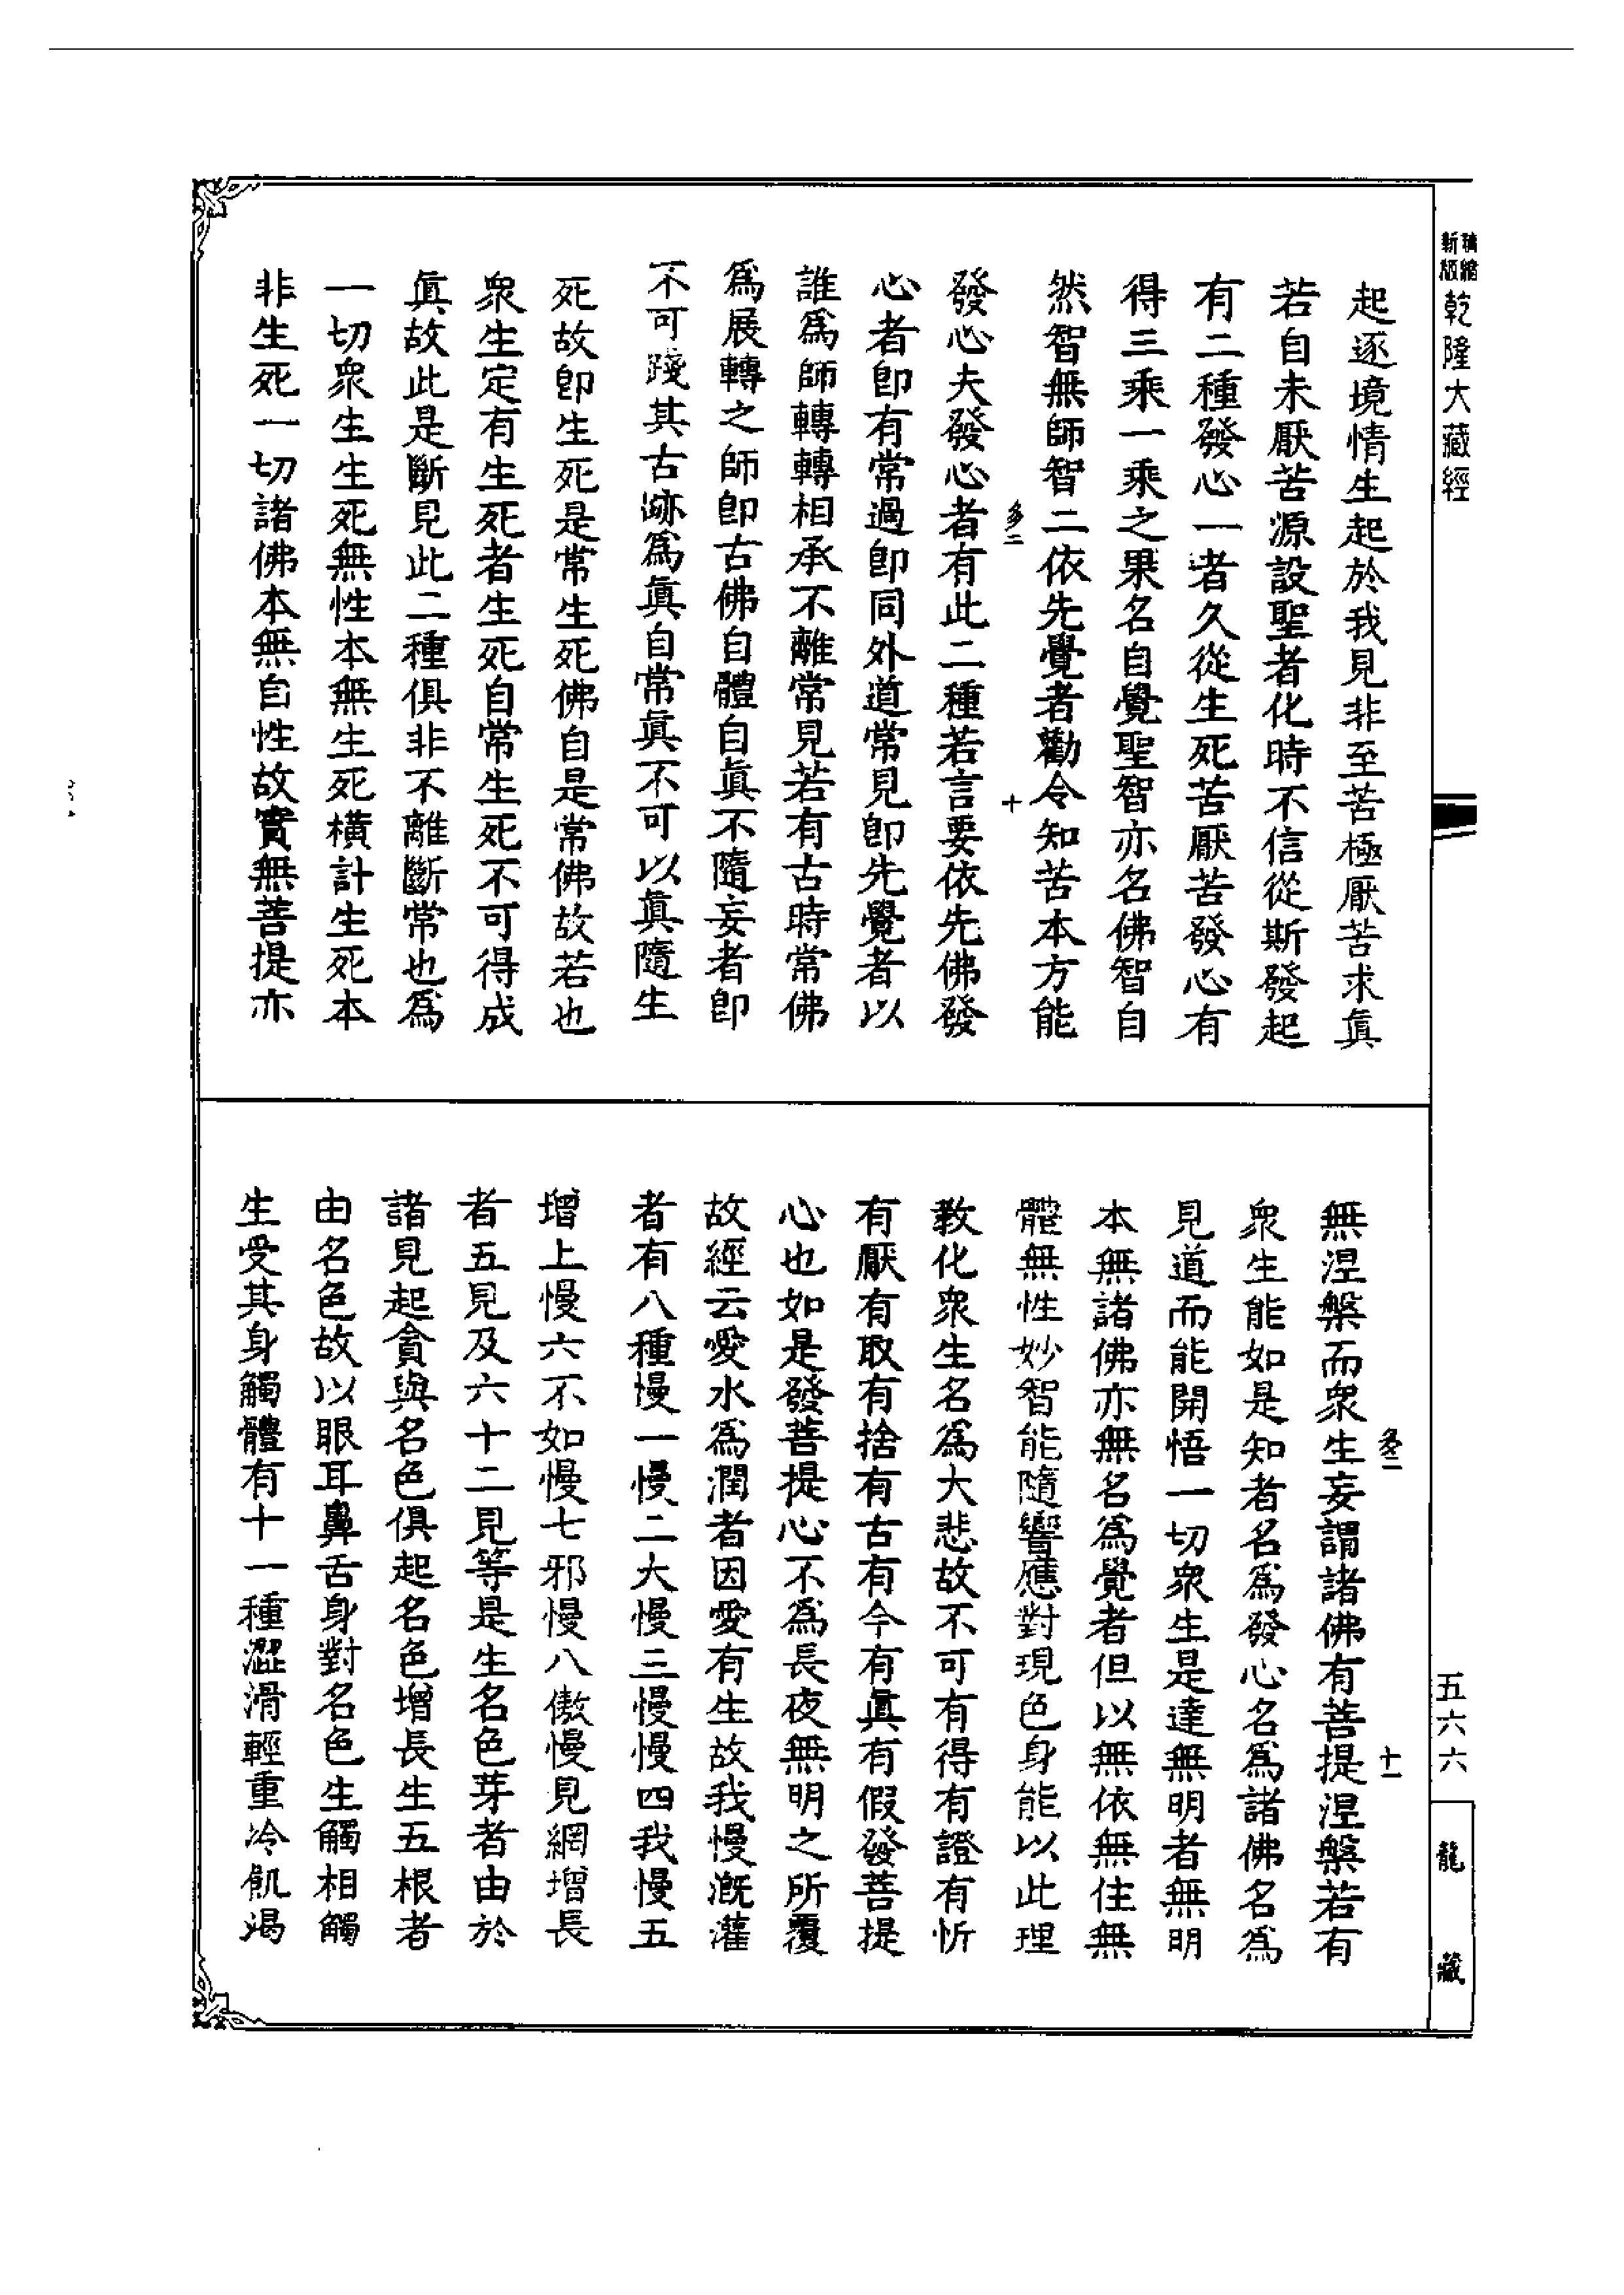 新縮乾隆大藏經
起逐境情生起於我見非至苦極厭苦求眞
若自未厭苦源設聖者化時不信從斯發起
有二種發心一者久從生死苦厭苦發心有
得三乘一乘之果名自覺聖智亦名佛智自
然智無師智二依先覺者勸令知苦本方能
多二
十
發心夫發心者有此二種若言要依先佛發
心者卽有常過卽同外道常見卽先覺者以
誰爲師轉轉相承不離常見若有古時常佛
爲展轉之師卽古佛自體自眞不隨妄者卽
不可踐其古跡爲眞自常眞不可以眞隨生
死故卽生死是常生死佛自是常佛故若也
衆生定有生死者生死自常生死不可得成
眞故此是斷見此二種俱非不離斷常也爲
一切衆生生死無性本無生死橫計生死本
非生死一切諸佛本無自性故實無菩提亦
多二
十一
無涅槃而衆生妄謂諸佛有菩提涅槃若有
衆生能如是知者名爲發心名爲諸佛名爲
見道而能開悟一切衆生是達無明者無明
本無諸佛亦無名爲覺者但以無依無住無
體無性妙智能隨響應對現色身能以此理
敎化衆生名爲大悲故不可有得有證有忻
有厭有取有捨有古有今有眞有假發菩提
心也如是發菩提心不爲長夜無明之所覆
故經云愛水爲潤者因愛有生故我慢漑灌
者有八種慢一慢二大慢三慢慢四我慢五
增上慢六不如慢七邪慢八傲慢見網增長
者五見及六十二見等是生名色芽者由於
諸見起貪與名色俱起名色增長生五根者
由名色故以眼耳鼻舌身對名色生觸相觸
生受其身觸體有十一種澀滑輕重冷飢渴
五六六
龍藏